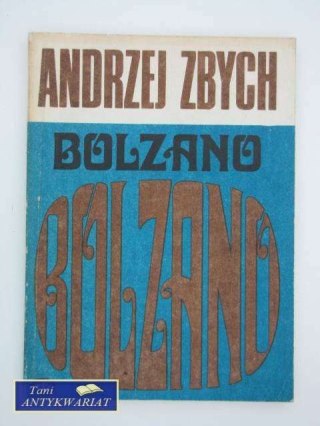 ANDRZEJ ZBYCH
BOLZANO
BOLZANO
Tani
ANTYKWARIAT